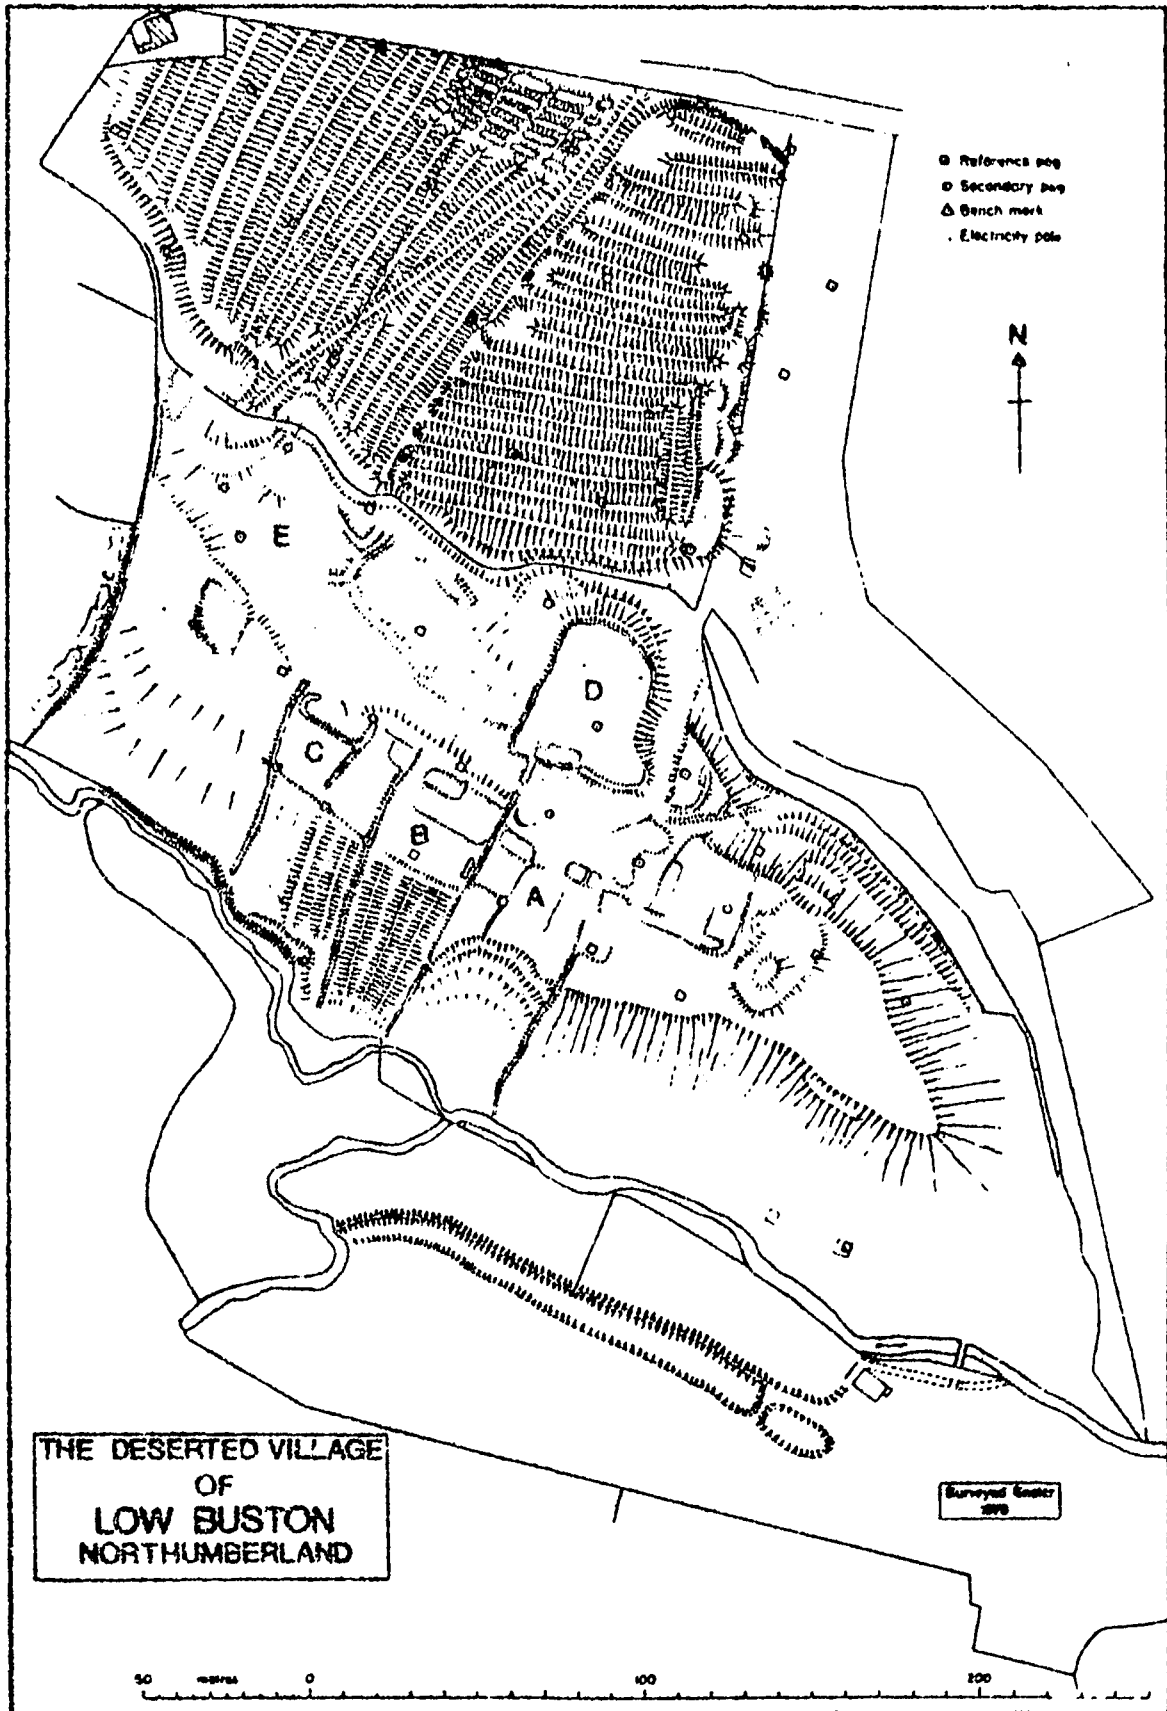 Reference peg
Secondary peg
Bench mark
Electricity pole
N
E
D
C
B
A
c
g
THE DESERTED VILLAGE
OF
LOW BUSTON
NORTHUMBERLAND
Surveyed Easter
50 metres 0 100 200